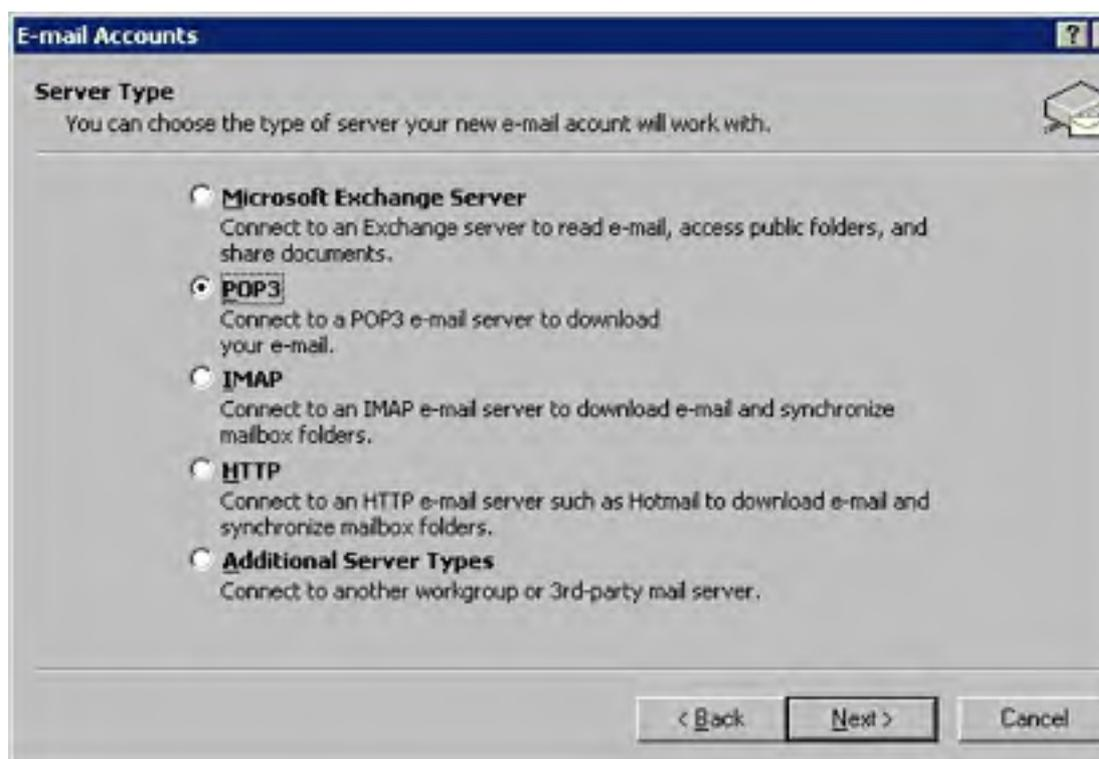 E-mail Accounts
?
Server Type
You can choose the type of server your new e-mail acount will work with.
Microsoft Exchange Server
Connect to an Exchange server to read e-mail, access public folders, and
share documents.
POP3
Connect to a POP3 e-mail server to download
your e-mail.
IMAP
Connect to an IMAP e-mail server to download e-mail and synchronize
mailbox folders.
HTTP
Connect to an HTTP e-mail server such as Hotmail to download e-mail and
synchronize mailbox folders.
Additional Server Types
Connect to another workgroup or 3rd-party mail server.
< Back Next > Cancel